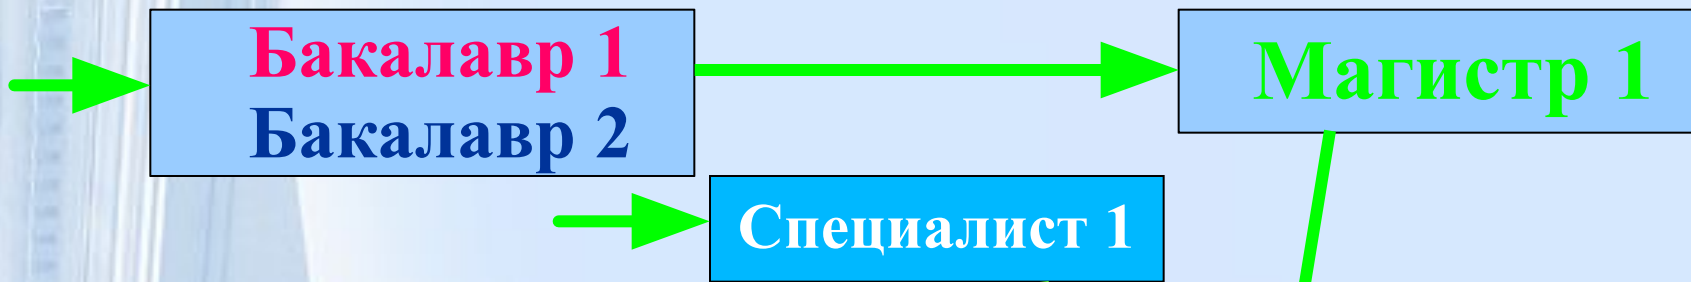 Бакалавр 1
Бакалавр 2
Магистр 1
Специалист 1